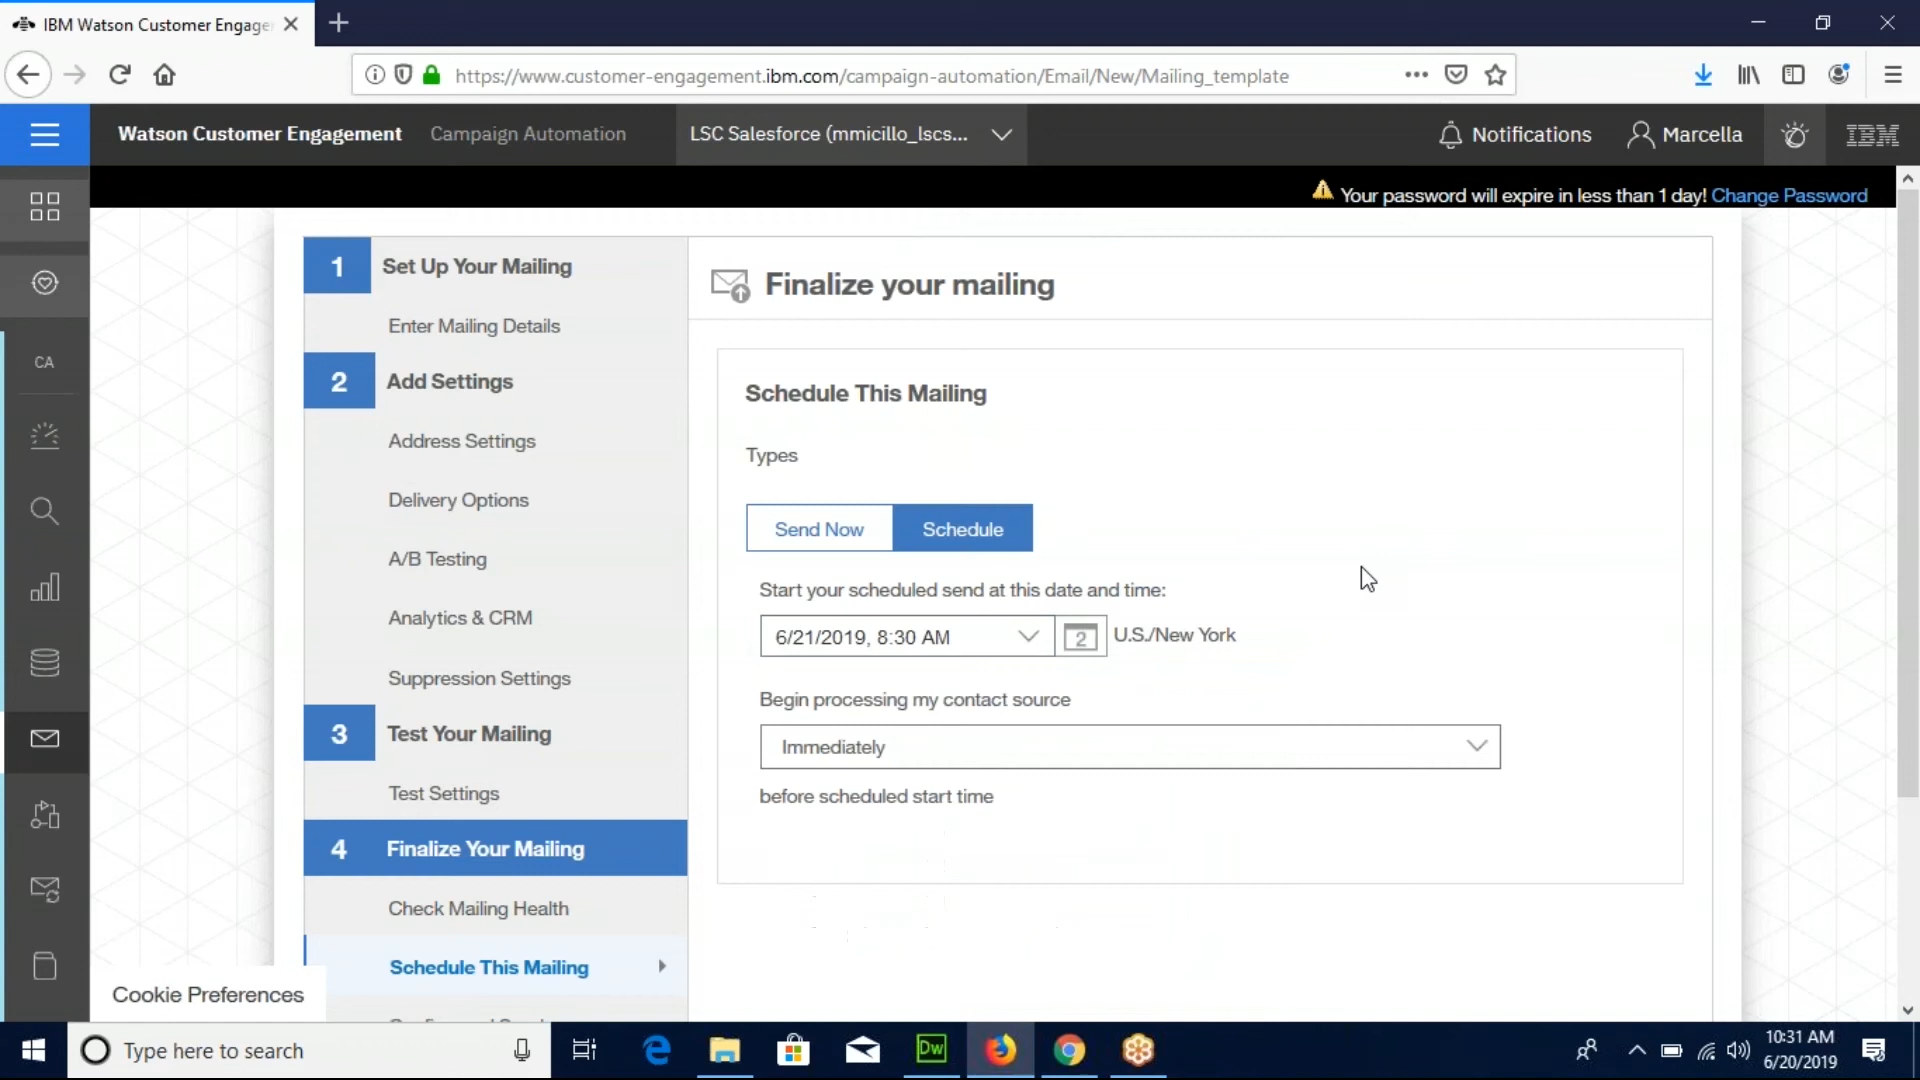 IBM Watson Customer Engage
https://www.customer-engagement.ibm.com/campaign-automation/Email/New/Mailing_template
Watson Customer Engagement
Campaign Automation
LSC Salesforce (mmicillo_lscs...
Notifications
Marcella
IBM
Your password will expire in less than 1 day! Change Password
CA
1 Set Up Your Mailing
Enter Mailing Details
2 Add Settings
Address Settings
Delivery Options
A/B Testing
Analytics & CRM
Suppression Settings
3 Test Your Mailing
Test Settings
4 Finalize Your Mailing
Check Mailing Health
Schedule This Mailing
Finalize your mailing
Schedule This Mailing
Types
Send Now
Schedule
Start your scheduled send at this date and time:
6/21/2019, 8:30 AM
2
U.S./New York
Begin processing my contact source
Immediately
before scheduled start time
Cookie Preferences
Type here to search
Dw
10:31 AM
6/20/2019